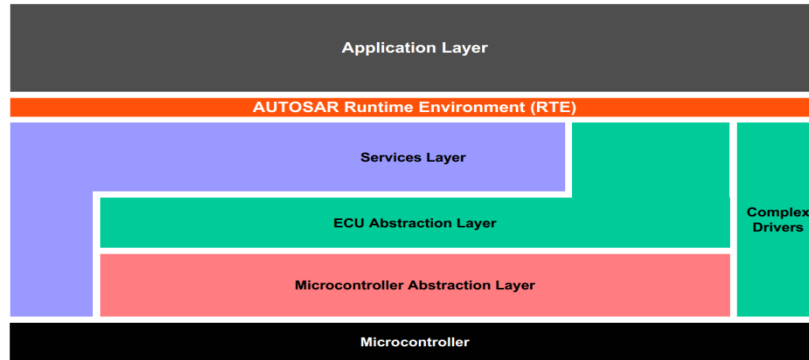 Application Layer
AUTOSAR Runtime Environment (RTE)
Services Layer
ECU Abstraction Layer
Complex
Drivers
Microcontroller Abstraction Layer
Microcontroller